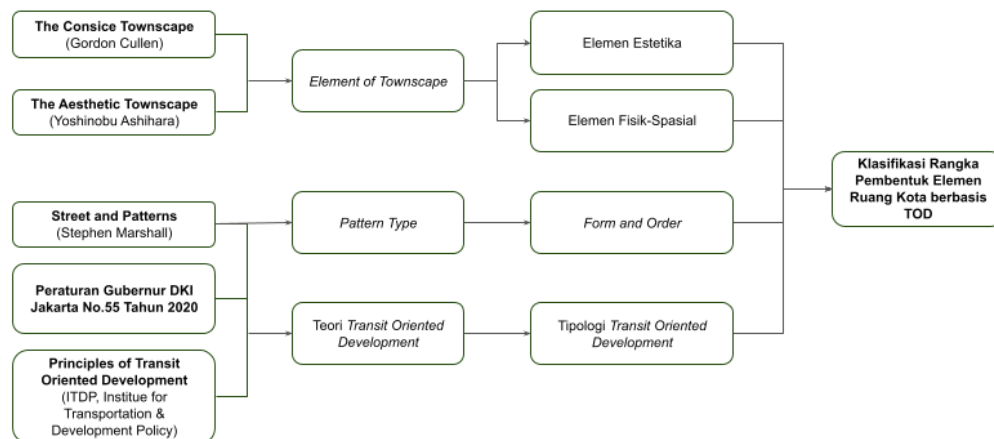 The Consice Townscape
(Gordon Cullen)
The Aesthetic Townscape
(Yoshinobu Ashihara)
Element of Townscape
Elemen Estetika
Elemen Fisik-Spasial
Klasifikasi Rangka
Pembentuk Elemen
Ruang Kota berbasis
TOD
Street and Patterns
(Stephen Marshall)
Pattern Type
Form and Order
Peraturan Gubernur DKI
Jakarta No.55 Tahun 2020
Teori Transit Oriented
Development
Tipologi Transit Oriented
Development
Principles of Transit
Oriented Development
(ITDP, Institue for
Transportation &
Development Policy)